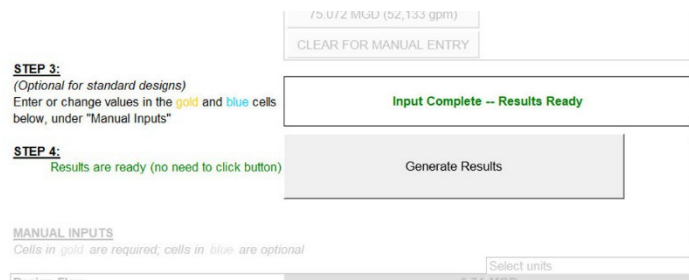 75.072 MGD (52,133 gpm)
CLEAR FOR MANUAL ENTRY
STEP 3:
(Optional for standard designs)
Enter or change values in the gold and blue cells
below, under "Manual Inputs"
Input Complete -- Results Ready
STEP 4:
Results are ready (no need to click button)
Generate Results
MANUAL INPUTS
Cells in gold are required; cells in blue are optional
Select units